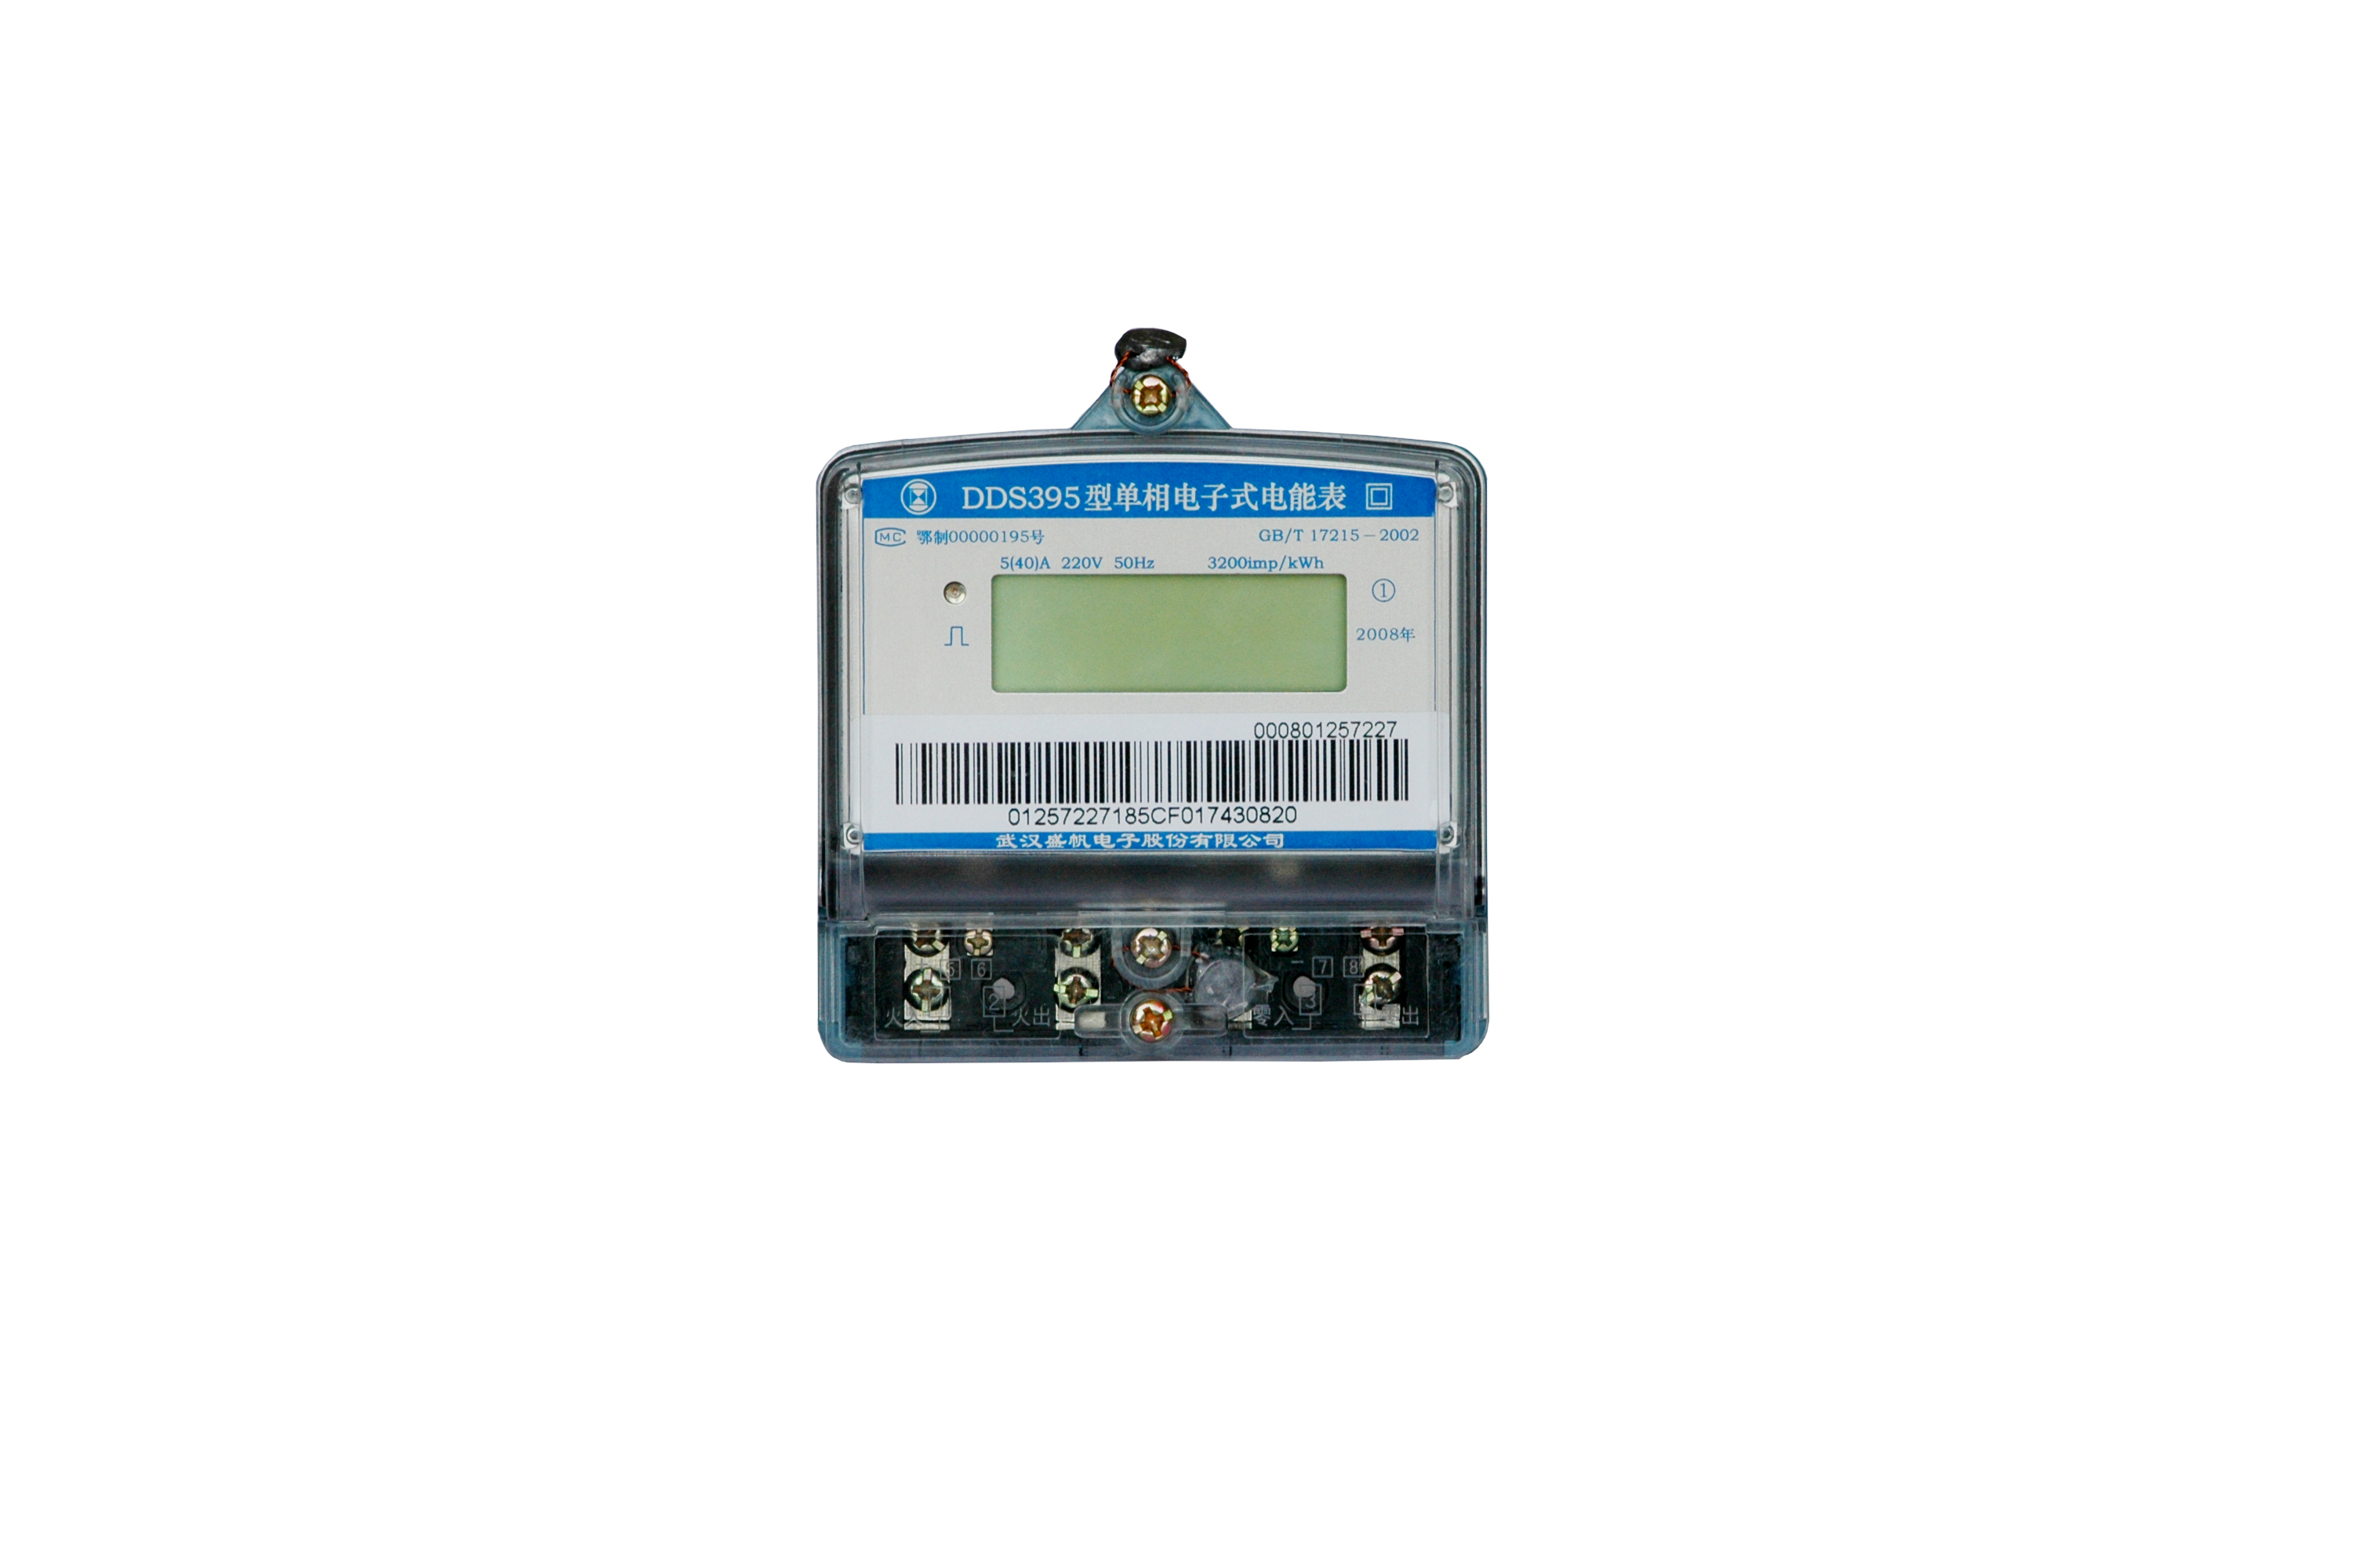 DDS395型单相电子式电能表
MC 鄂制00000195号 GB/T 17215-2002
5(40)A 220V 50Hz 3200imp/kWh
①
2008年
000801257227
01257227185CF017430820
武汉盛帆电子股份有限公司
5 6 7 8
2 3
火出 零入